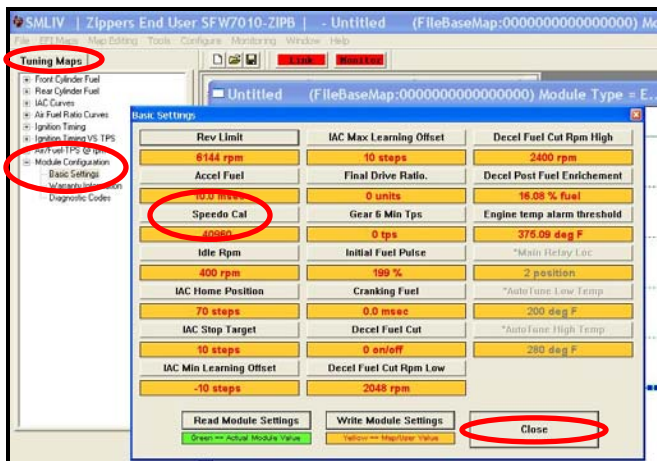 SMLIV | Zippers End User SFW7010-ZIPB | - Untitled (FileBaseMap:0000000000000000) Mo
File EFI Maps Map Editing Tools Configure Monitoring Window Help
Tuning Maps
Link Monitor
Front Cylinder Fuel
Rear Cylinder Fuel
IAC Curves
Air Fuel Ratio Curves
Ignition Timing
Ignition Timing VS TPS
Air/Fuel TPS @ rpm
Module Configuration
Basic Settings
Warranty Information
Diagnostic Codes
Untitled (FileBaseMap:0000000000000000) Module Type = E...
Basic Settings
Rev Limit
6144 rpm
Accel Fuel
10.0 msec
Speedo Cal
40960
Idle Rpm
400 rpm
IAC Home Position
70 steps
IAC Stop Target
10 steps
IAC Min Learning Offset
-10 steps
IAC Max Learning Offset
10 steps
Final Drive Ratio.
0 units
Gear 6 Min Tps
0 tps
Initial Fuel Pulse
199 %
Cranking Fuel
0.0 msec
Decel Fuel Cut
0 on/off
Decel Fuel Cut Rpm Low
2048 rpm
Decel Fuel Cut Rpm High
2400 rpm
Decel Post Fuel Enrichement
16.08 % fuel
Engine temp alarm threshold
375.09 deg F
*Main Relay Loc
2 position
*AutoTune Low Temp
200 deg F
*AutoTune High Temp
280 deg F
Read Module Settings
Green == Actual Module Value
Write Module Settings
Yellow == Map/User Value
Close